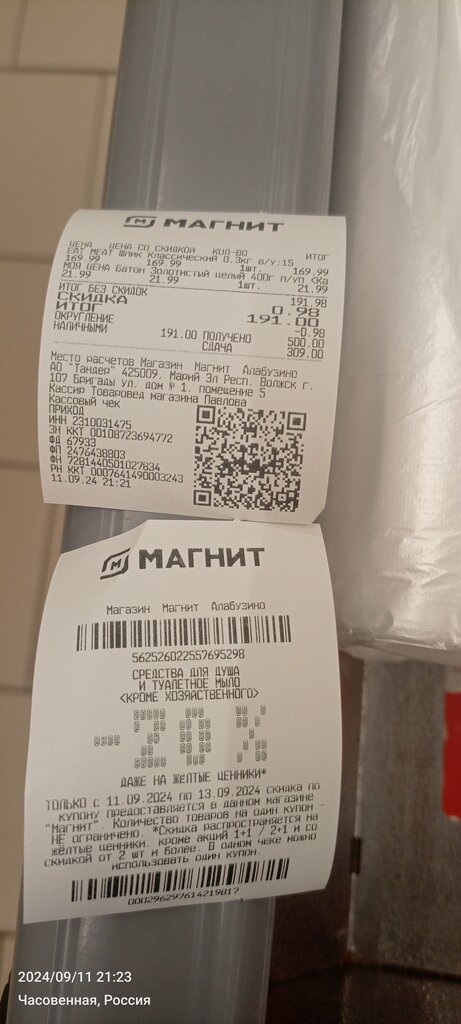 МАГНИТ
ЦЕНА ЦЕНА СО СКИДКОЙ КОЛ-ВО ИТОГ
EAT MEAT Шпик Классический 0.3кг в/у:15
169.99 169.99 1шт. 169.99
МОЯ ЦЕНА Батон Золотистый целый 400г п/уп <Ка
21.99 21.99 1шт. 21.99
ИТОГ БЕЗ СКИДОК 191.98
СКИДКА 0.98
ИТОГ 191.00
ОКРУГЛЕНИЕ -0.98
НАЛИЧНЫМИ 191.00 ПОЛУЧЕНО 500.00
СДАЧА 309.00
Место расчетов Магазин Магнит Алабузино
АО "Тандер" 425009, Марий Эл Респ, Волжск г,
107 Бригады ул, дом № 1, помещение 5
Кассир Товаровед магазина Павлова
Кассовый чек
ПРИХОД
ИНН 2310031475
ЗН ККТ 00108723694772
ФД 67933
ФП 2476438803
ФН 7281440501027834
РН ККТ 0007641490003243
11.09.24 21:21
МАГНИТ
Магазин Магнит Алабузино
562526022557695298
СРЕДСТВА ДЛЯ ДУША
И ТУАЛЕТНОЕ МЫЛО
<КРОМЕ ХОЗЯЙСТВЕННОГО>
ДАЖЕ НА ЖЕЛТЫЕ ЦЕННИКИ*
ТОЛЬКО С 11.09.2024 по 13.09.2024 скидка по
купону предоставляется в данном магазине
"Магнит". Количество товаров на один купон -
НЕ ограничено. *Скидка распространяется на
жёлтые ценники, кроме акций 1+1 / 2+1 и со
скидкой от 2 шт и более. В одном чеке можно
использовать один купон.
000296297614219817
2024/09/11 21:23
Часовенная, Россия